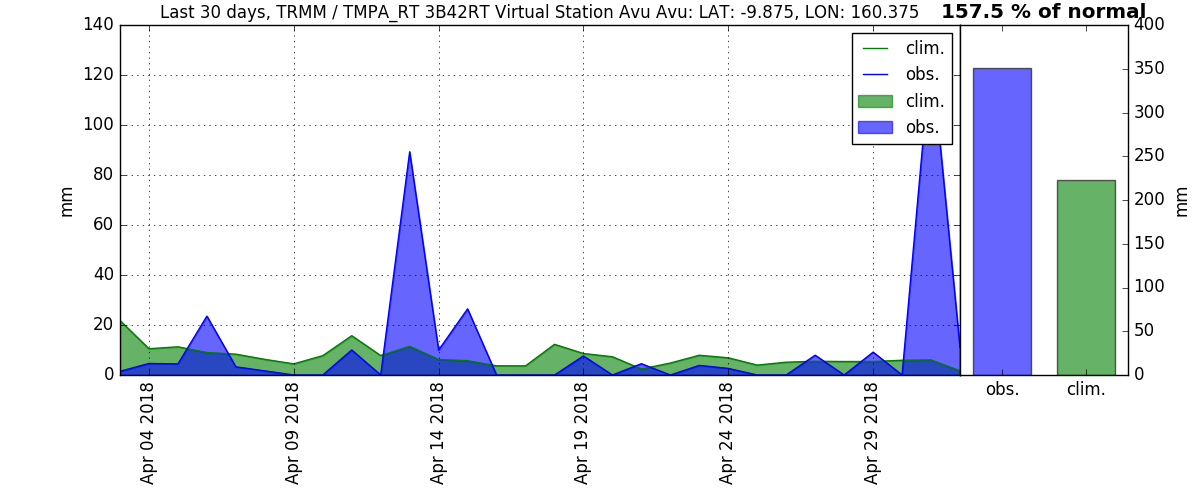 Last 30 days, TRMM / TMPA_RT 3B42RT Virtual Station Avu Avu: LAT: -9.875, LON: 160.375
157.5 % of normal
140
120
100
80
60
40
20
0
mm
clim.
obs.
clim.
obs.
400
350
300
250
200
150
100
50
0
mm
obs.
clim.
Apr 04 2018
Apr 09 2018
Apr 14 2018
Apr 19 2018
Apr 24 2018
Apr 29 2018